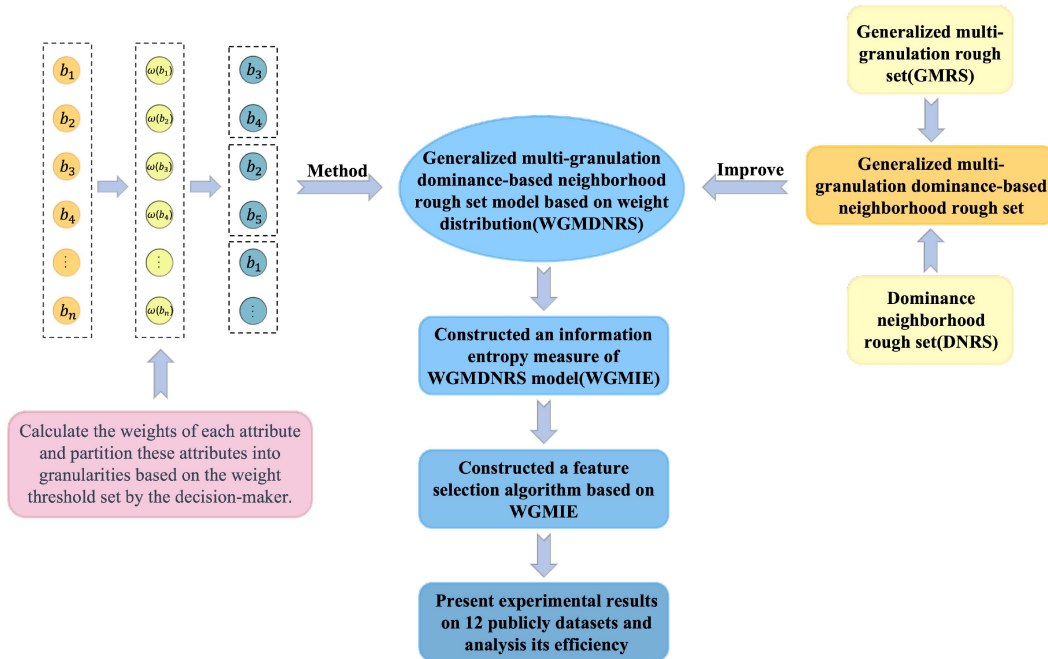 b1
b2
b3
b4
⋮
bn
ω(b1)
ω(b2)
ω(b3)
ω(b4)
⋮
ω(bn)
b3
b4
b2
b5
b1
⋮
Calculate the weights of each attribute
and partition these attributes into
granularities based on the weight
threshold set by the decision-maker.
Method
Generalized multi-granulation
dominance-based neighborhood
rough set model based on weight
distribution(WGMDNRS)
Improve
Generalized multi-
granulation rough
set(GMRS)
Generalized multi-
granulation dominance-based
neighborhood rough set
Dominance
neighborhood
rough set(DNRS)
Constructed an information
entropy measure of
WGMDNRS model(WGMIE)
Constructed a feature
selection algorithm based on
WGMIE
Present experimental results
on 12 publicly datasets and
analysis its efficiency